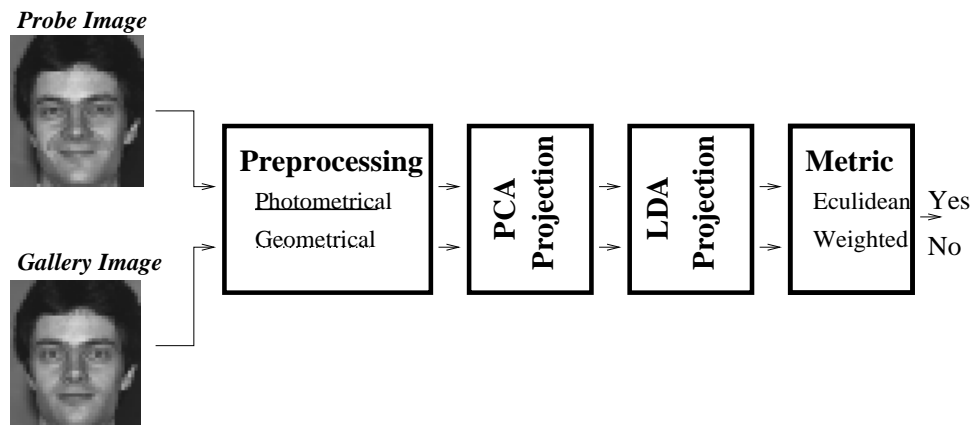 Probe Image
Gallery Image
Preprocessing
Photometrical
Geometrical
PCA
Projection
LDA
Projection
Metric
Eculidean
Weighted
Yes
No